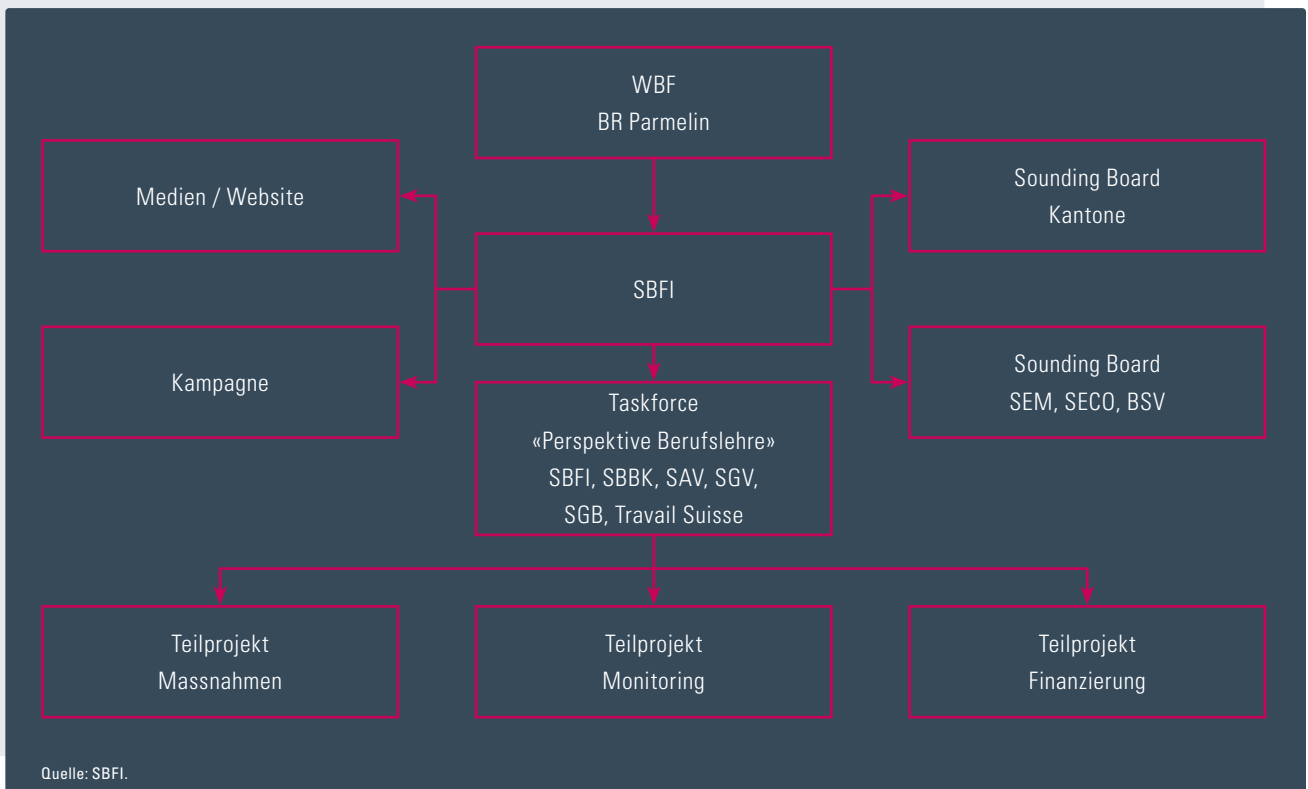 WBF
BR Parmelin
Medien / Website
Sounding Board
Kantone
SBFI
Kampagne
Sounding Board
SEM, SECO, BSV
Taskforce
«Perspektive Berufslehre»
SBFI, SBBK, SAV, SGV,
SGB, Travail Suisse
Teilprojekt
Massnahmen
Teilprojekt
Monitoring
Teilprojekt
Finanzierung
Quelle: SBFI.